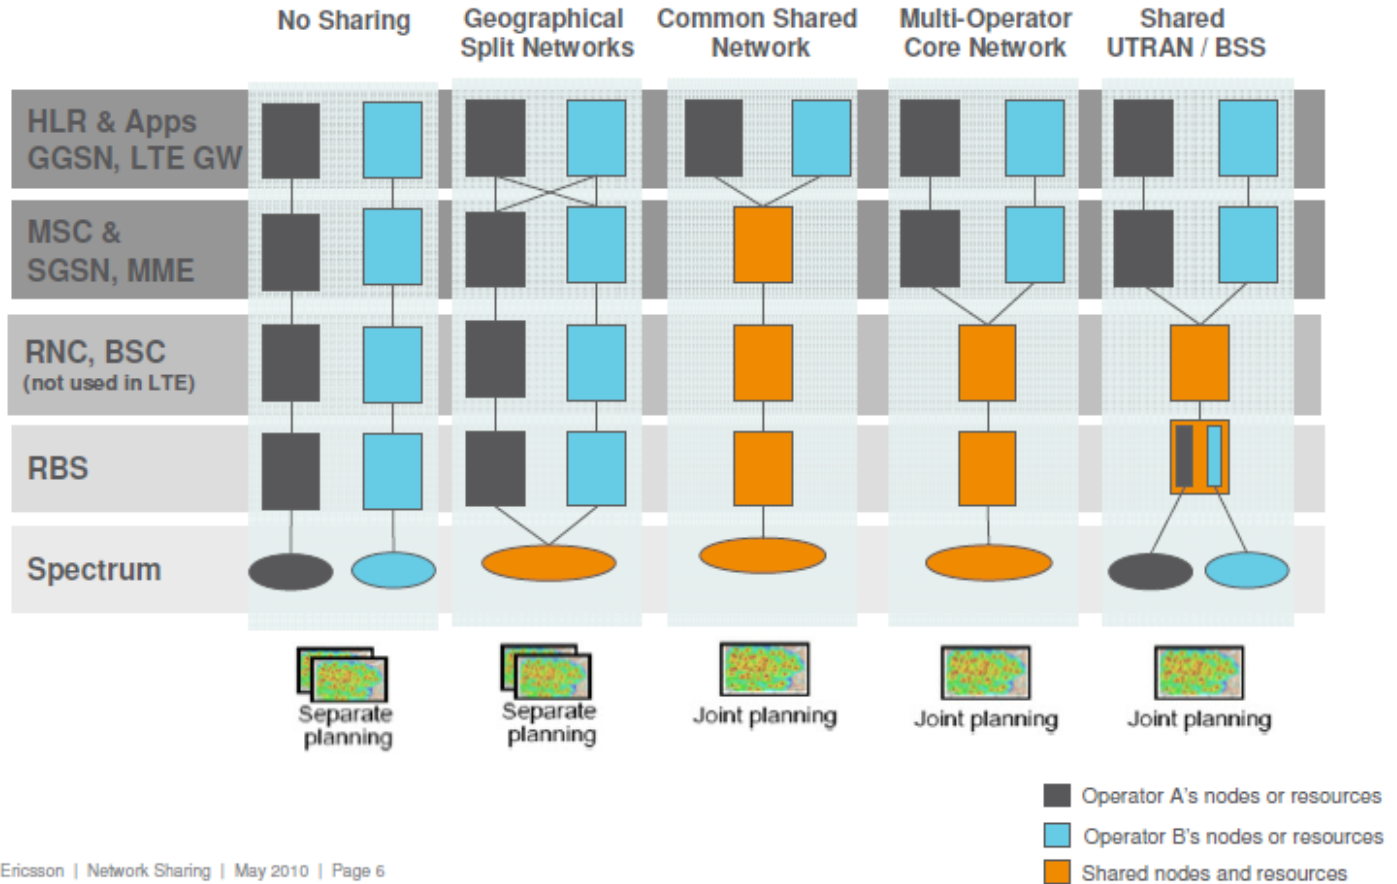 No Sharing
Geographical
Split Networks
Common Shared
Network
Multi-Operator
Core Network
Shared
UTRAN / BSS
HLR & Apps
GGSN, LTE GW
MSC &
SGSN, MME
RNC, BSC
(not used in LTE)
RBS
Spectrum
Separate
planning
Separate
planning
Joint planning
Joint planning
Joint planning
Operator A's nodes or resources
Operator B's nodes or resources
Shared nodes and resources
Ericsson | Network Sharing | May 2010 | Page 6